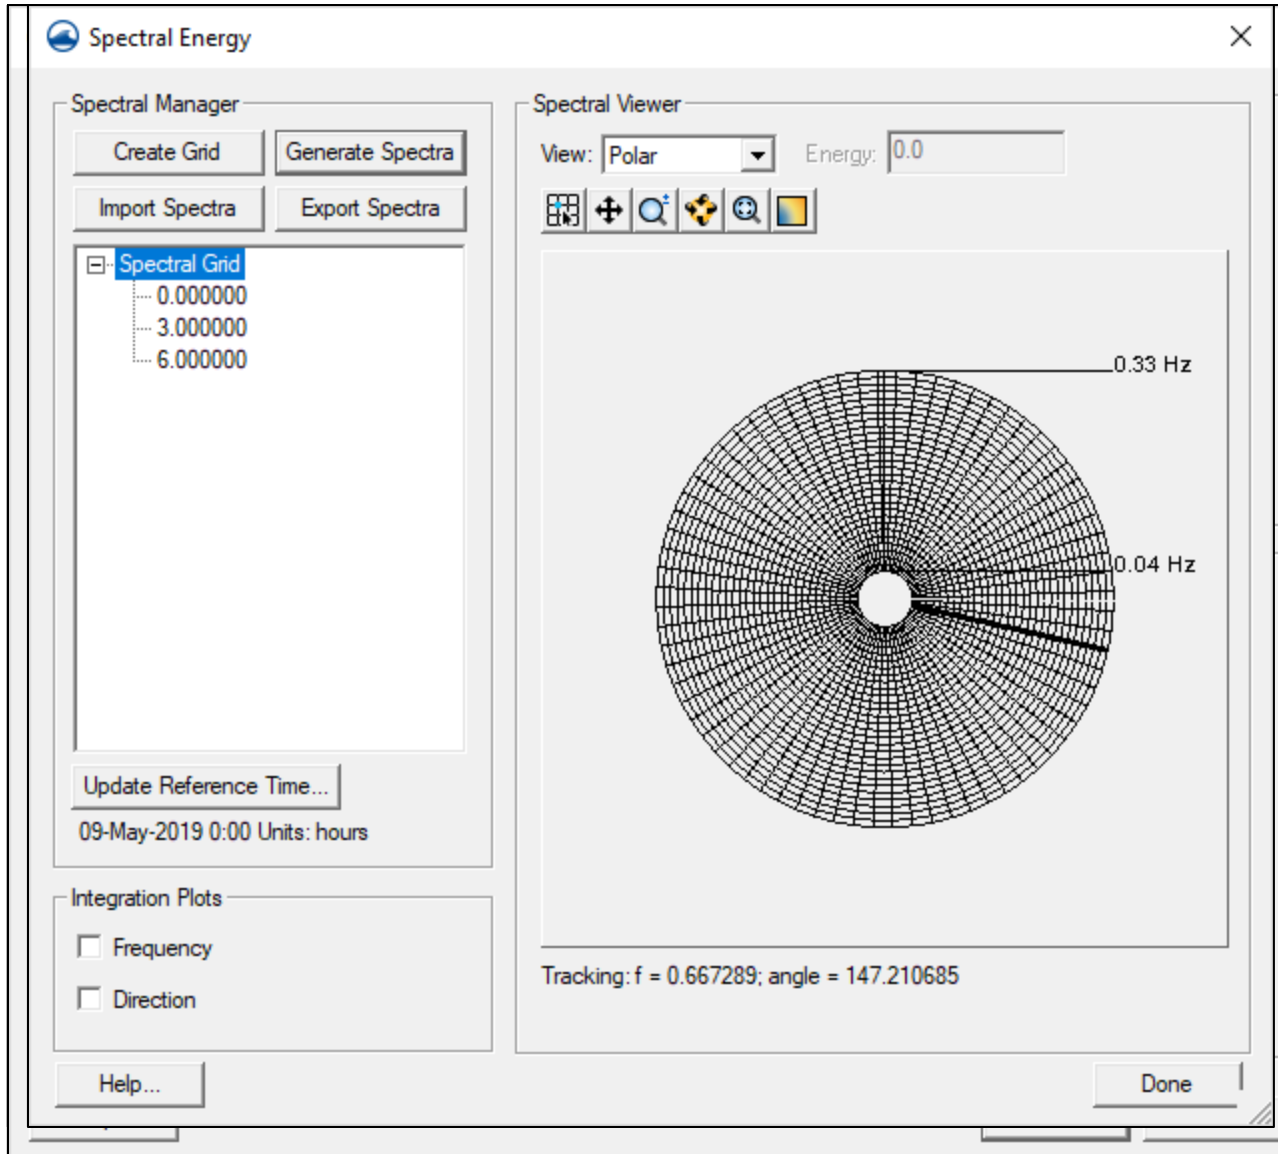 Spectral Energy
Spectral Manager
Create Grid
Generate Spectra
Import Spectra
Export Spectra
Spectral Grid
0.000000
3.000000
6.000000
Update Reference Time...
09-May-2019 0:00 Units: hours
Integration Plots
Frequency
Direction
Help...
Spectral Viewer
View: Polar
Energy: 0.0
0.33 Hz
0.04 Hz
Tracking: f = 0.667289; angle = 147.210685
Done